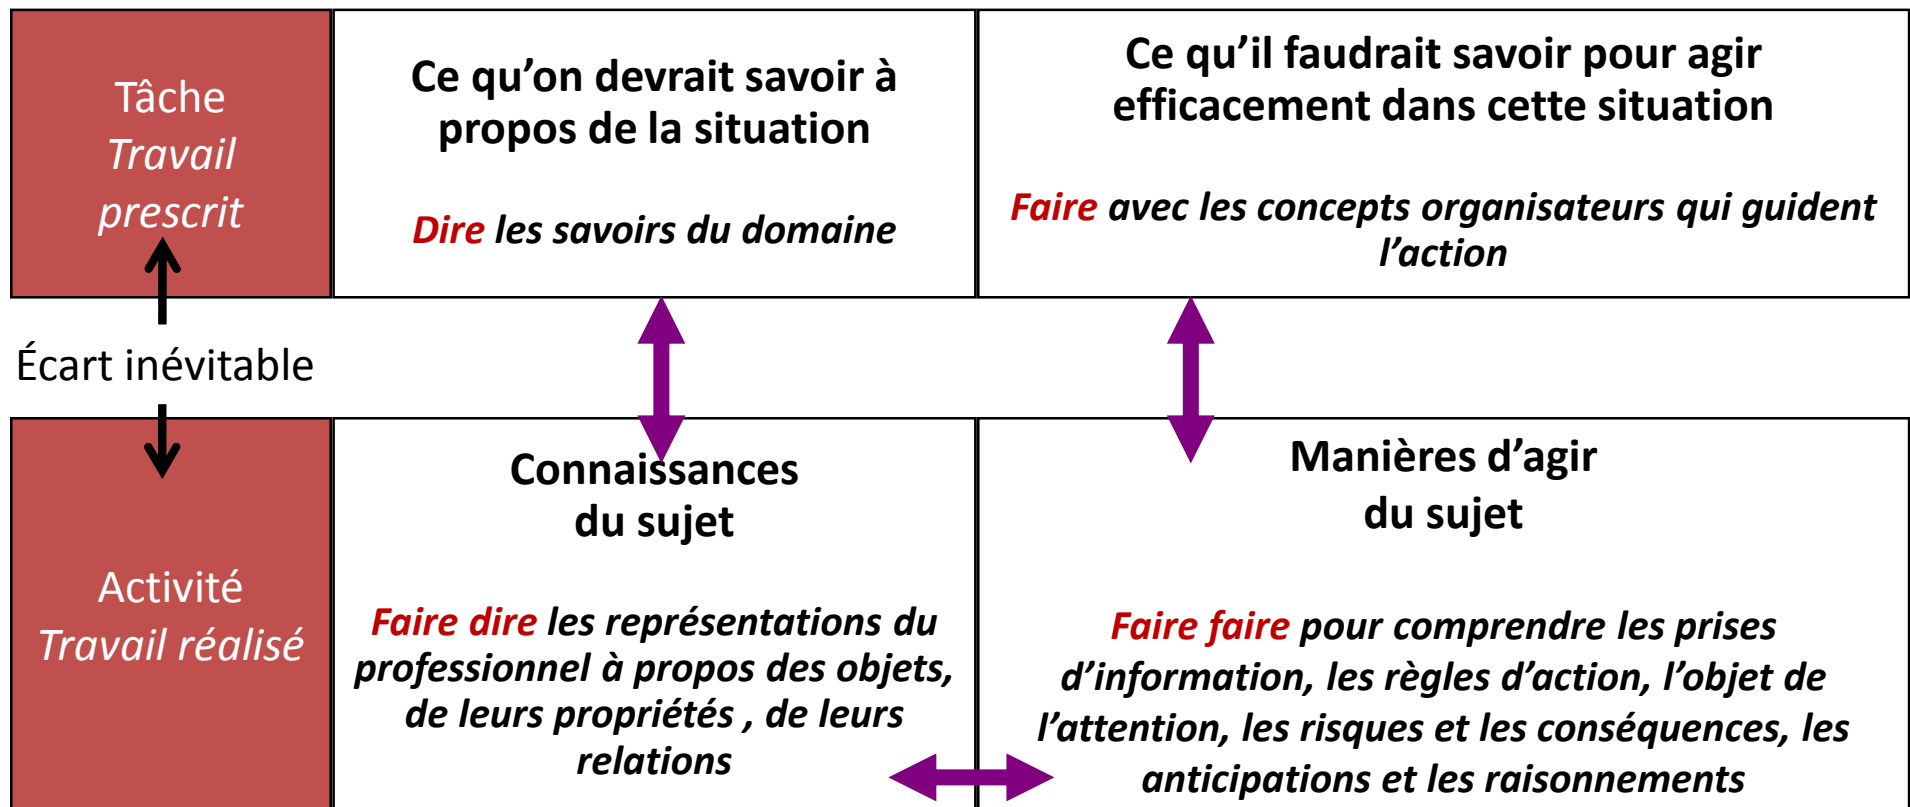 Tâche
Travail
prescrit
Ce qu’on devrait savoir à
propos de la situation
Dire les savoirs du domaine
Ce qu’il faudrait savoir pour agir
efficacement dans cette situation
Faire avec les concepts organisateurs qui guident
l’action
Écart inévitable
Activité
Travail réalisé
Connaissances
du sujet
Faire dire les représentations du
professionnel à propos des objets,
de leurs propriétés , de leurs
relations
Manières d’agir
du sujet
Faire faire pour comprendre les prises
d’information, les règles d’action, l’objet de
l’attention, les risques et les conséquences, les
anticipations et les raisonnements